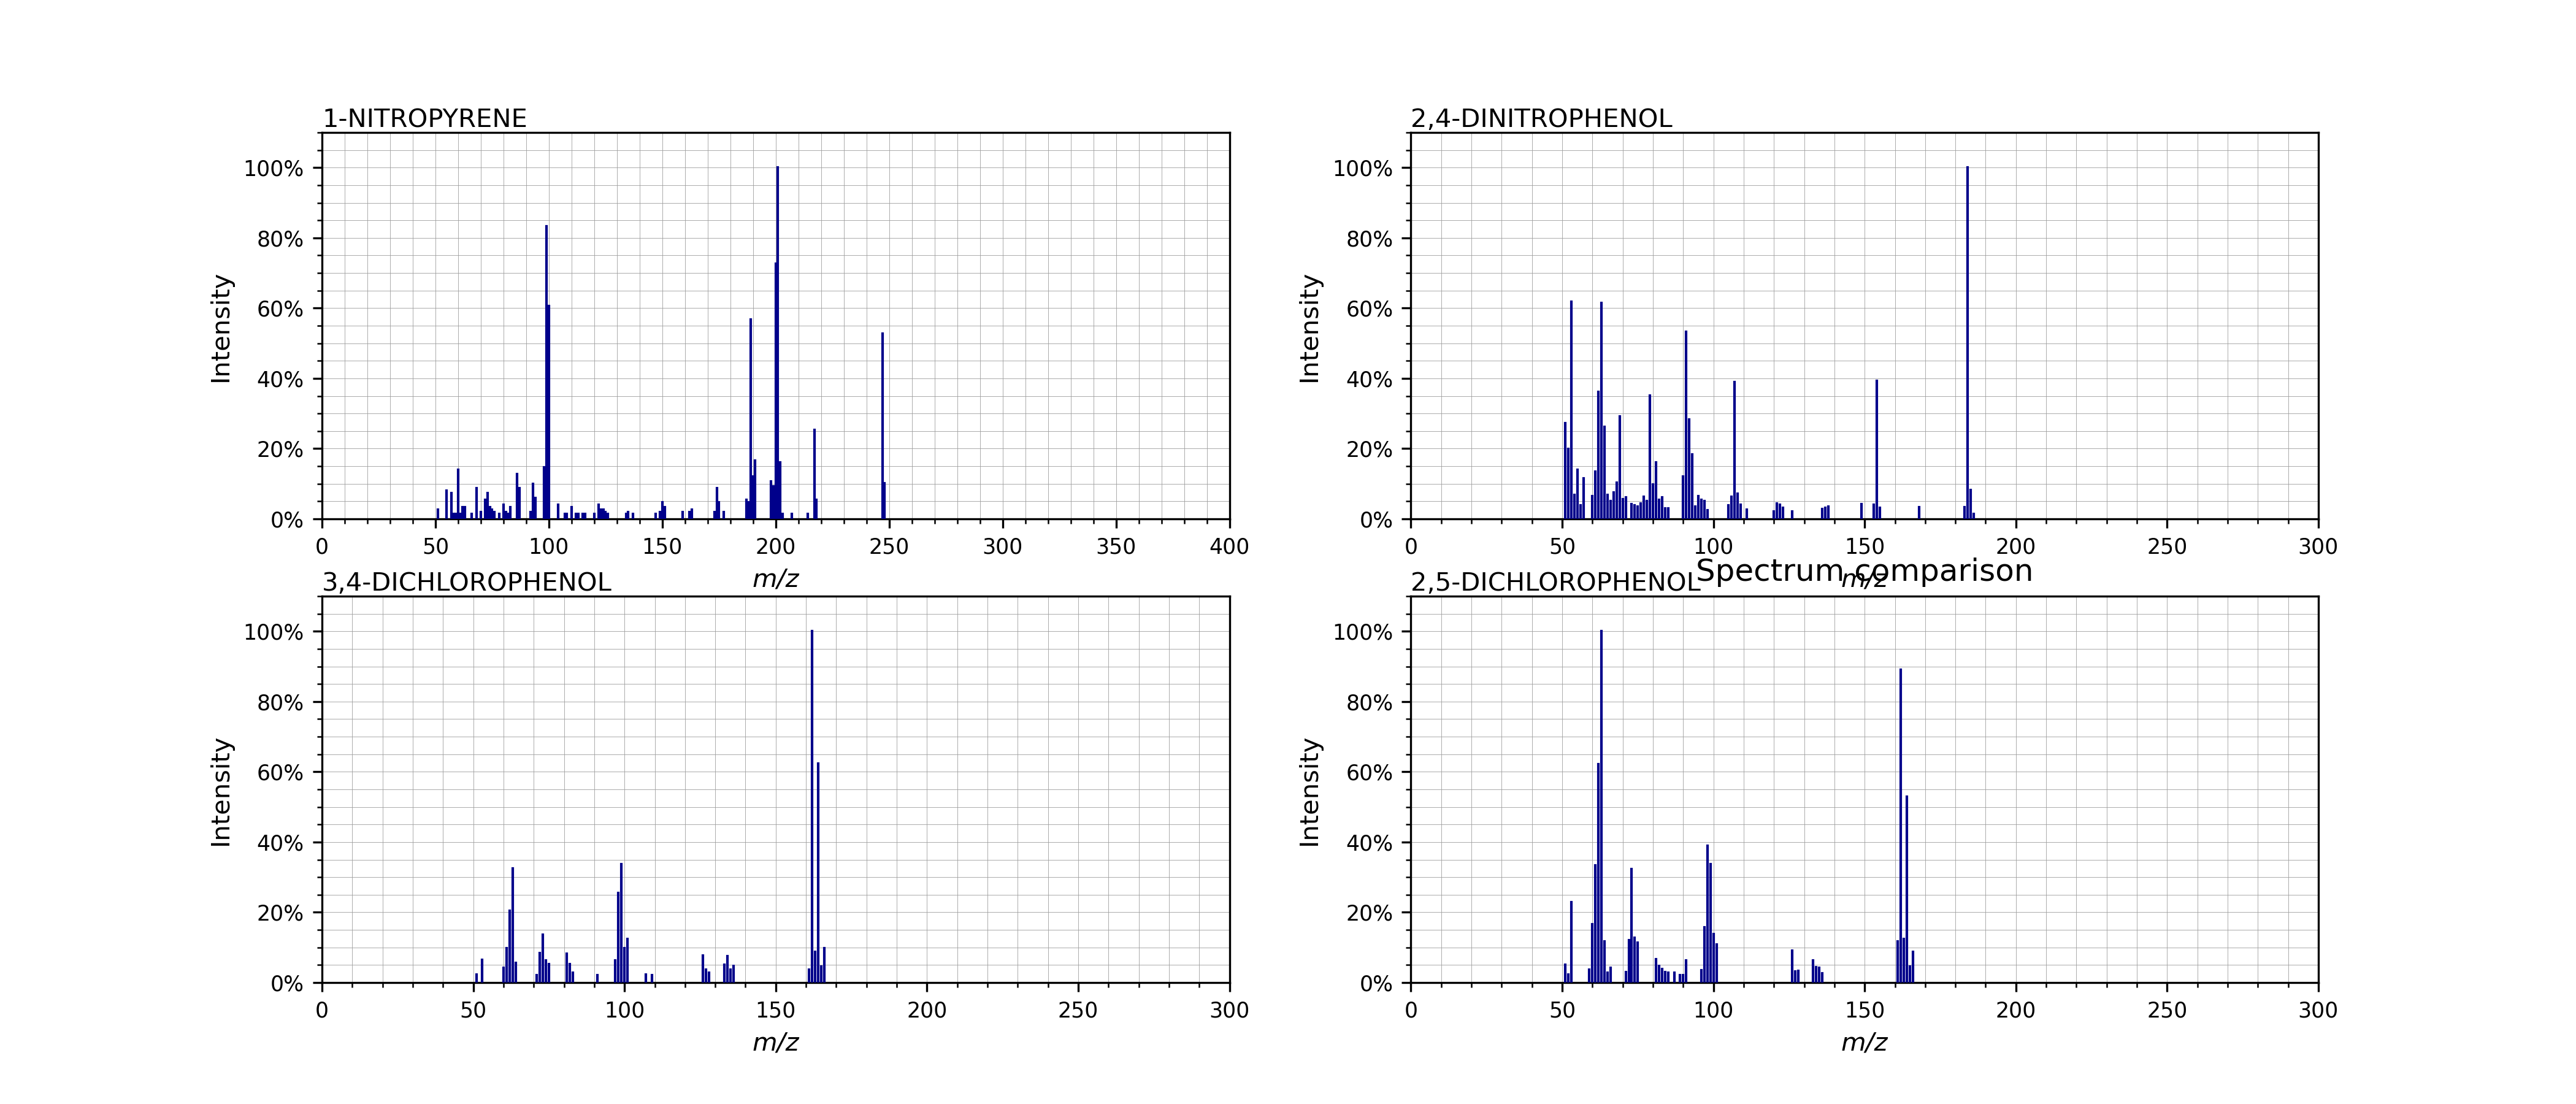 1-NITROPYRENE
100%
80%
60%
40%
20%
0%
Intensity
0 50 100 150 200 250 300 350 400
m/z
2,4-DINITROPHENOL
100%
80%
60%
40%
20%
0%
Intensity
0 50 100 150 200 250 300
m/z
Spectrum comparison
3,4-DICHLOROPHENOL
100%
80%
60%
40%
20%
0%
Intensity
0 50 100 150 200 250 300
m/z
2,5-DICHLOROPHENOL
100%
80%
60%
40%
20%
0%
Intensity
0 50 100 150 200 250 300
m/z